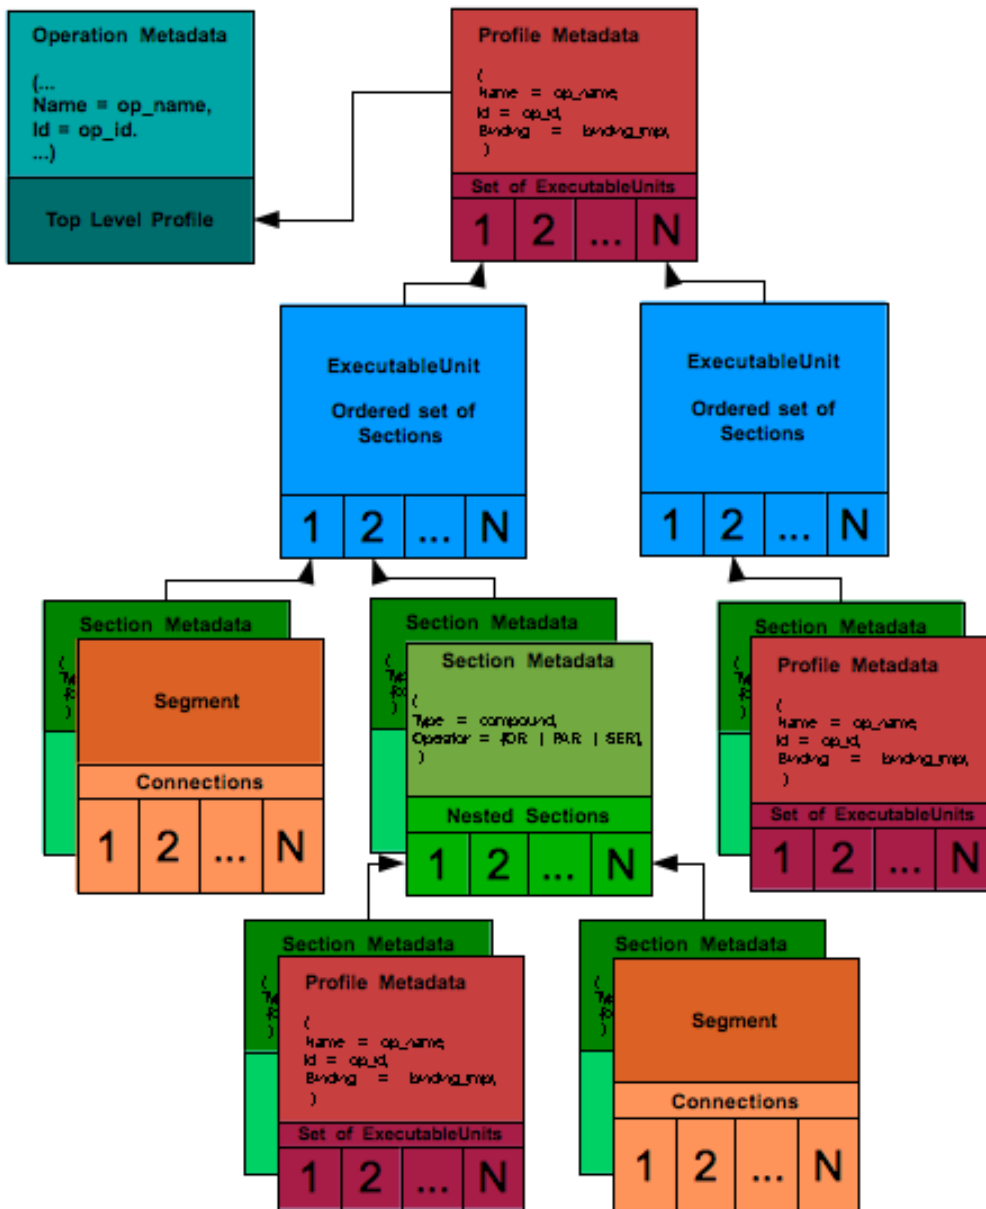 Operation Metadata
(...
Name = op_name,
Id = op_id.
...)
Top Level Profile
Profile Metadata
(
Name = op_name,
Id = op_id,
Binding = binding_impl,
)
Set of ExecutableUnits
1 2 ... N
ExecutableUnit
Ordered set of
Sections
1 2 ... N
ExecutableUnit
Ordered set of
Sections
1 2 ... N
Section Metadata
(
)
Segment
Connections
1 2 ... N
Section Metadata
(
)
Section Metadata
(
Type = compound,
Operator = {OR | PAR | SER},
)
Nested Sections
1 2 ... N
Section Metadata
(
)
Profile Metadata
(
Name = op_name,
Id = op_id,
Binding = binding_impl,
)
Set of ExecutableUnits
1 2 ... N
Section Metadata
(
)
Profile Metadata
(
Name = op_name,
Id = op_id,
Binding = binding_impl,
)
Set of ExecutableUnits
1 2 ... N
Section Metadata
(
)
Segment
Connections
1 2 ... N